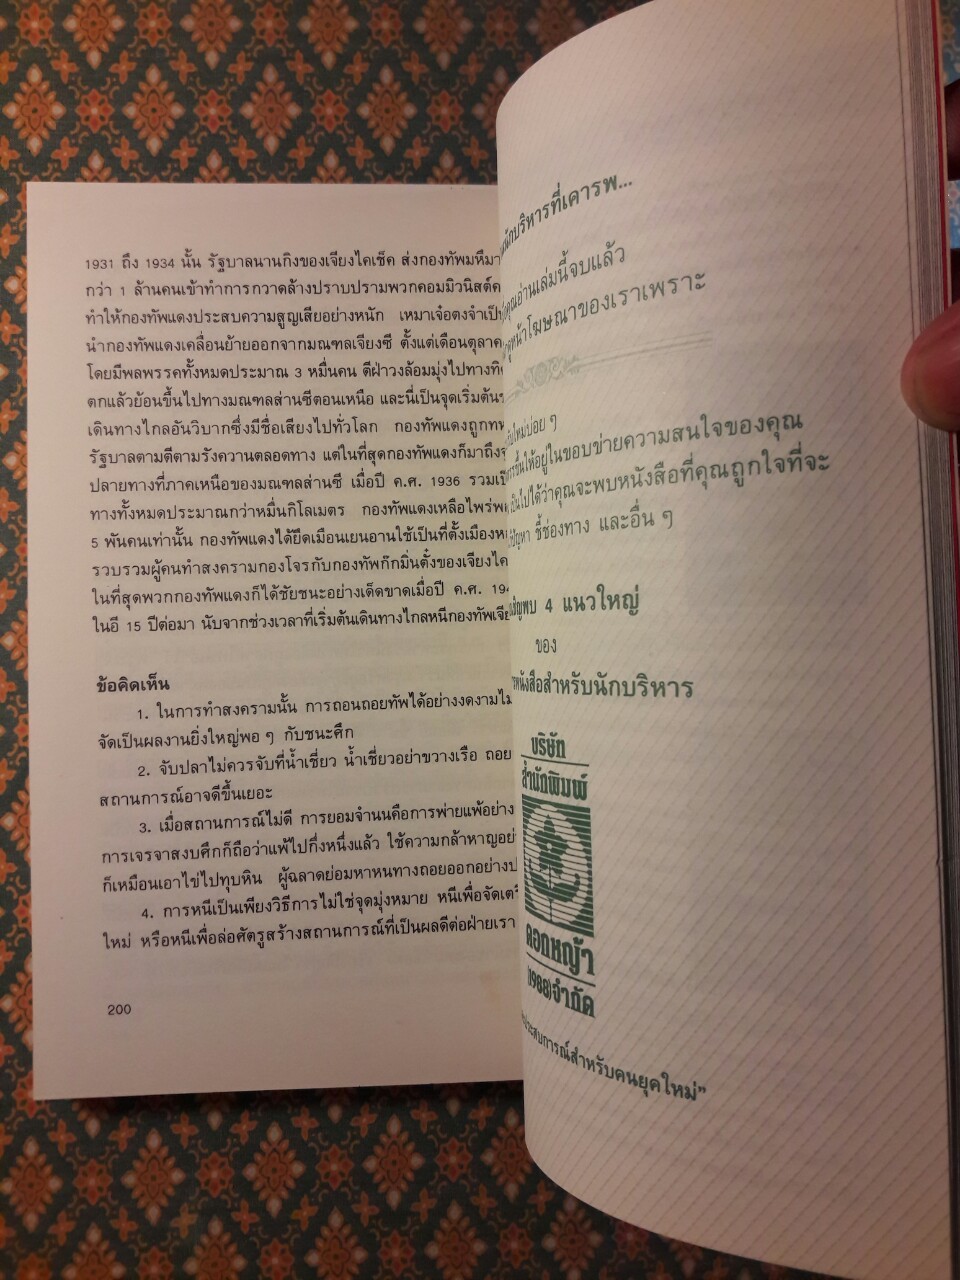 1931 ถึง 1934 นั้น รัฐบาลนานกิงของเจียงไคเช็ค ส่งกองทัพมหึมา
กว่า 1 ล้านคนเข้าทำการกวาดล้างปราบปรามพวกคอมมิวนิสต์
ทำให้กองทัพแดงประสบความสูญเสียอย่างหนัก เหมาเจ๋อตงจำเป็น
นำกองทัพแดงเคลื่อนย้ายออกจากมณฑลเจียงซี ตั้งแต่เดือนตุลาค
โดยมีพลพรรคทั้งหมดประมาณ 3 หมื่นคน ตีฝ่าวงล้อมมุ่งไปทางทิศ
ตกแล้วย้อนขึ้นไปทางมณฑลส่านซีตอนเหนือ และนี่เป็นจุดเริ่มต้น
เดินทางไกลอันวิบากซึ่งมีชื่อเสียงไปทั่วโลก กองทัพแดงถูกท
รัฐบาลตามตีตามรังควานตลอดทาง แต่ในที่สุดกองทัพแดงก็มาถึง
ปลายทางที่ภาคเหนือของมณฑลส่านซี เมื่อปี ค.ศ. 1936 รวมเป็
ทางทั้งหมดประมาณกว่าหมื่นกิโลเมตร กองทัพแดงเหลือไพร่พล
5 พันคนเท่านั้น กองทัพแดงได้ยึดเมืองเยนอานใช้เป็นที่ตั้งเมืองห
รวบรวมผู้คนทำสงครามกองโจรกับกองทัพก๊กมิ่นตั๋งของเจียงไค
ในที่สุดพวกกองทัพแดงก็ได้ชัยชนะอย่างเด็ดขาดเมื่อปี ค.ศ. 194
ในอี 15 ปีต่อมา นับจากช่วงเวลาที่เริ่มต้นเดินทางไกลหนีกองทัพเจีย
ข้อคิดเห็น
1. ในการทำสงครามนั้น การถอนถอยทัพได้อย่างงดงามไม่
จัดเป็นผลงานยิ่งใหญ่พอ ๆ กับชนะศึก
2. จับปลาไม่ควรจับที่น้ำเชี่ยว น้ำเชี่ยวอย่าขวางเรือ ถอย
สถานการณ์อาจดีขึ้นเยอะ
3. เมื่อสถานการณ์ไม่ดี การยอมจำนนคือการพ่ายแพ้อย่าง
การเจรจาสงบศึกก็ถือว่าแพ้ไปกึ่งหนึ่งแล้ว ใช้ความกล้าหาญอย่
ก็เหมือนเอาไข่ไปทุบหิน ผู้ฉลาดย่อมหาหนทางถอยออกอย่างป
4. การหนีเป็นเพียงวิธีการไม่ใช่จุดมุ่งหมาย หนีเพื่อจัดเตรี
ใหม่ หรือหนีเพื่อล่อศัตรูสร้างสถานการณ์ที่เป็นผลดีต่อฝ่ายเรา
200
นักบริหารที่เคารพ...
คุณอ่านเล่มนี้จบแล้ว
ดูหน้าโฆษณาของเราเพราะ
ใหม่บ่อย ๆ
ขึ้นให้อยู่ในขอบข่ายความสนใจของคุณ
เป็นไปได้ว่าคุณจะพบหนังสือที่คุณถูกใจที่จะ
ปัญหา ชี้ช่องทาง และอื่น ๆ
เชิญพบ 4 แนวใหญ่
ของ
หนังสือสำหรับนักบริหาร
บริษัท
สำนักพิมพ์
ดอกหญ้า
(1988)จำกัด
ประสบการณ์สำหรับคนยุคใหม่”